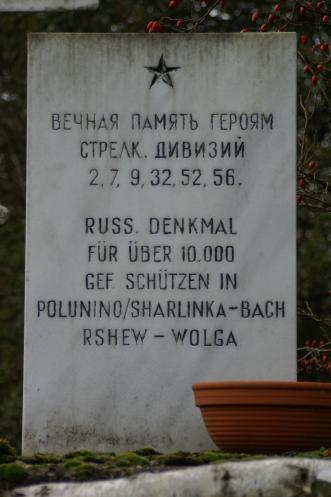 ВЕЧНАЯ ПАМЯТЬ ГЕРОЯМ
СТРЕЛК. ДИВИЗИЙ
2,7,9,32,52,56.
RUSS. DENKMAL
FÜR ÜBER 10.000
GEF. SCHÜTZEN IN
POLUNINO/SHARLINKA-BACH
RSHEW - WOLGA